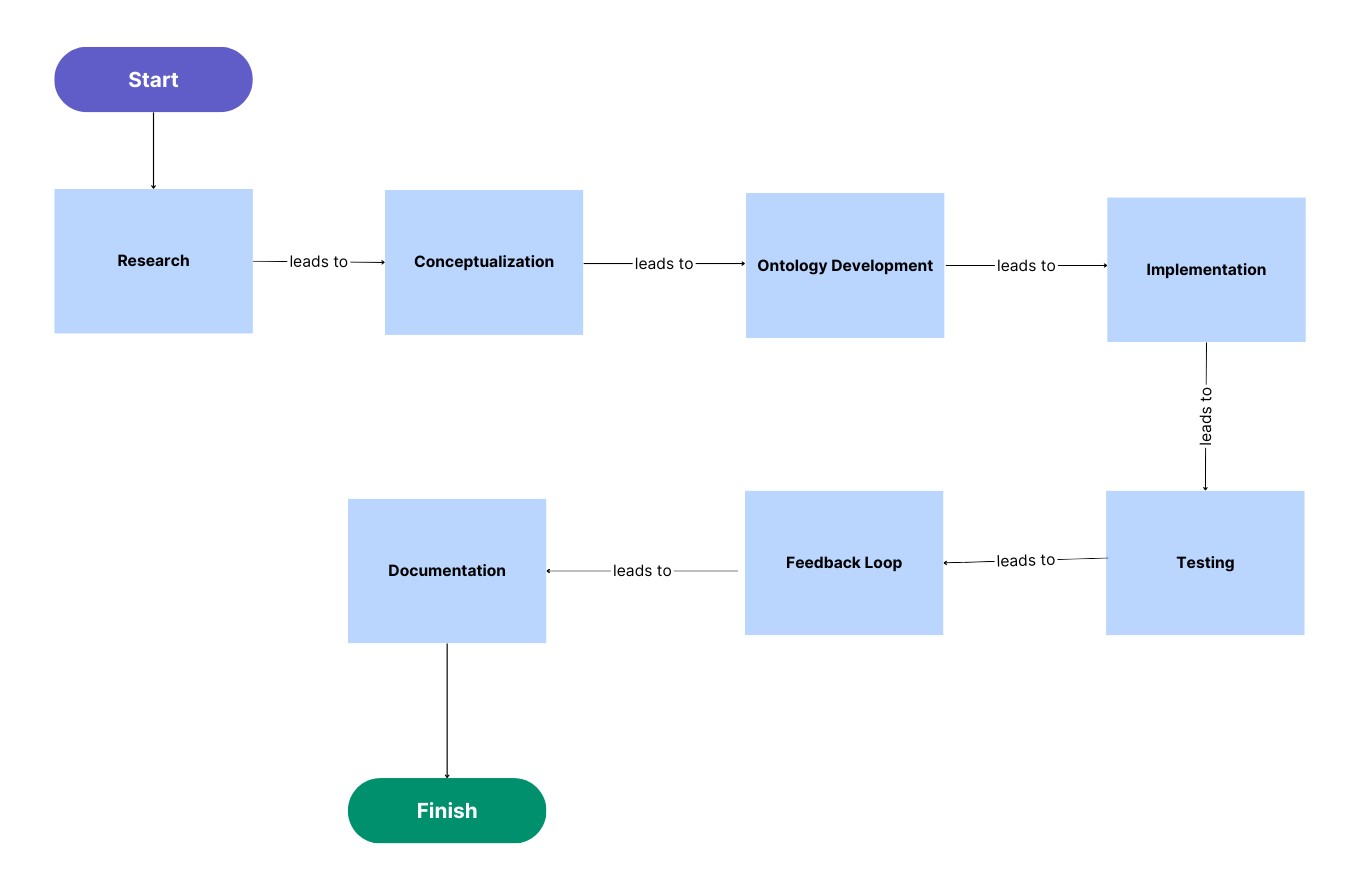 Start
Research
leads to
Conceptualization
leads to
Ontology Development
leads to
Implementation
leads to
Testing
leads to
Feedback Loop
leads to
Documentation
Finish